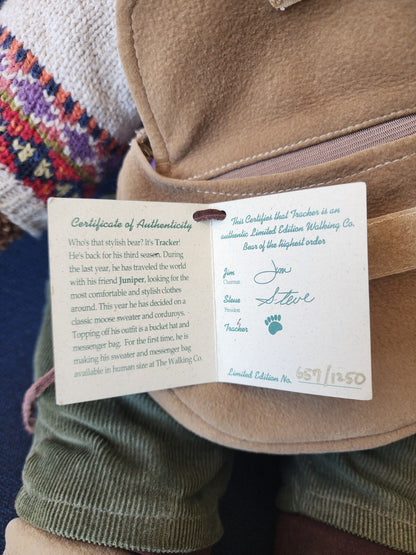 Certificate of Authenticity
Who's that stylish bear? It's Tracker!
He's back for his third season. During
the last year, he has traveled the world
with his friend Juniper, looking for the
most comfortable and stylish clothes
around. This year he has decided on a
classic moose sweater and corduroys.
Topping off his outfit is a bucket hat and
messenger bag. For the first time, he is
making his sweater and messenger bag
available in human size at The Walking Co.
This Certifies that Tracker is an
authentic Limited Edition Walking Co.
Bear of the highest order
Jim
Jim
Chairman
Steve
Steve
President
Tracker
Limited Edition No. 657/1250